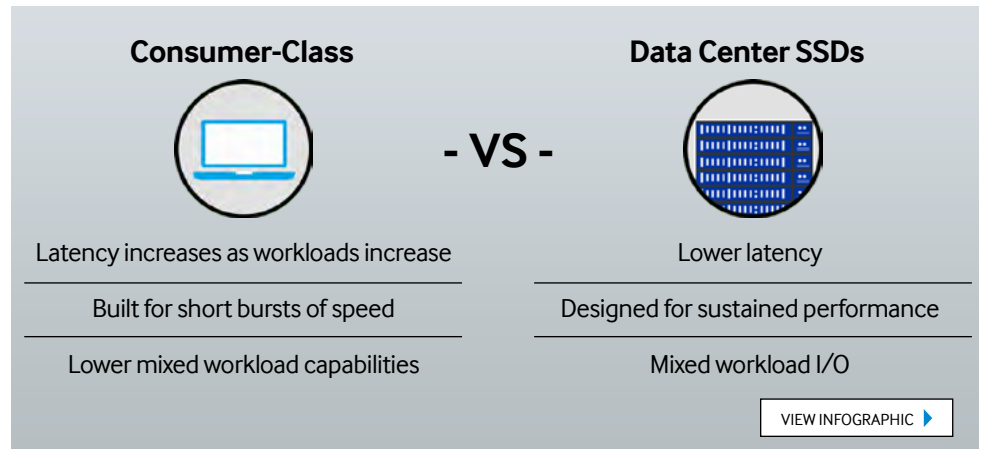 Consumer-Class
Data Center SSDs
- VS -
Latency increases as workloads increase
Lower latency
Built for short bursts of speed
Designed for sustained performance
Lower mixed workload capabilities
Mixed workload I/O
VIEW INFOGRAPHIC